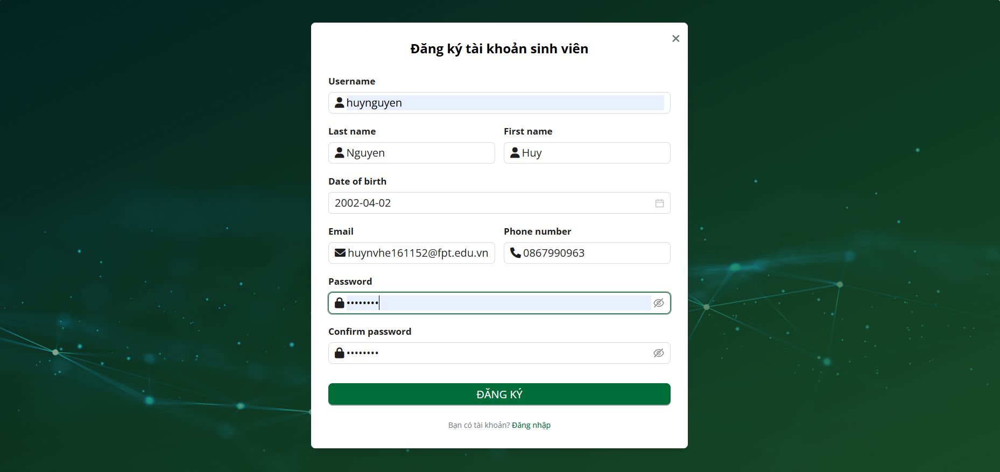 Đăng ký tài khoản sinh viên
Username
huynguyen
Last name First name
Nguyen Huy
Date of birth
2002-04-02
Email Phone number
huynvhe161152@fpt.edu.vn 0867990963
Password
••••••••
Confirm password
••••••••
ĐĂNG KÝ
Bạn có tài khoản? Đăng nhập